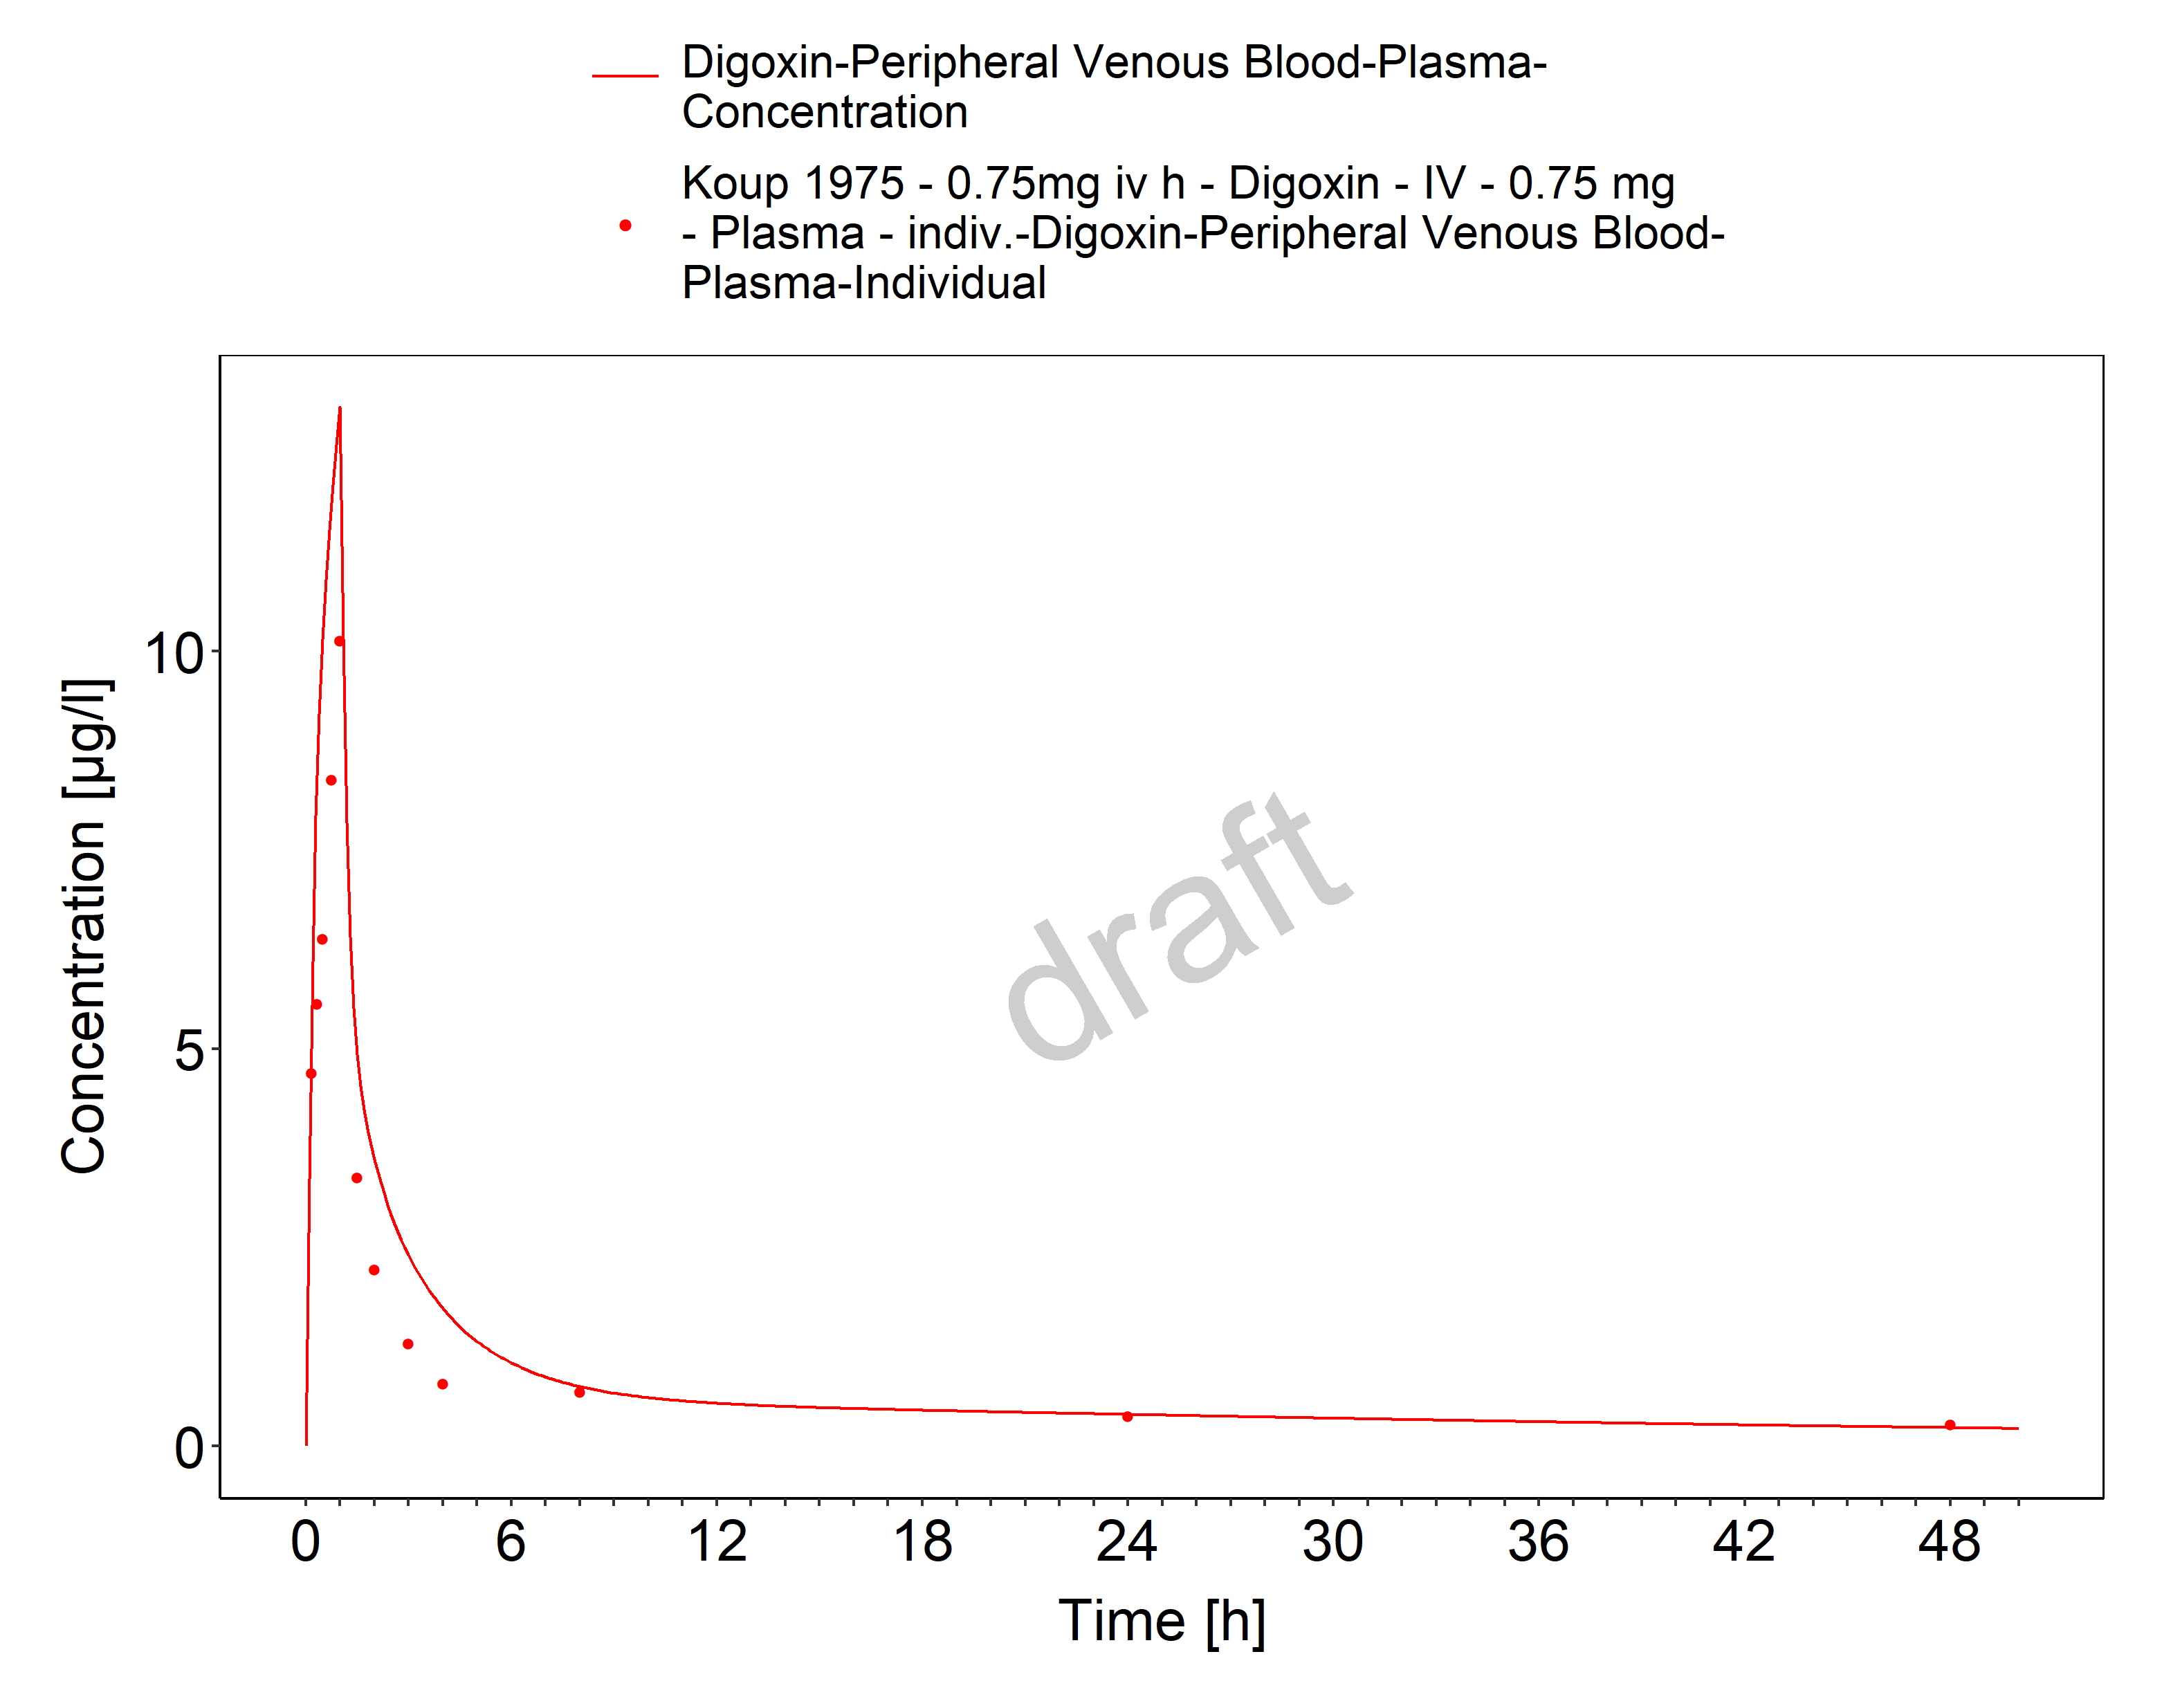 Digoxin-Peripheral Venous Blood-Plasma-
Concentration
Koup 1975 - 0.75mg iv h - Digoxin - IV - 0.75 mg
- Plasma - indiv.-Digoxin-Peripheral Venous Blood-
Plasma-Individual
10
5
0
Concentration [µg/l]
draft
0 6 12 18 24 30 36 42 48
Time [h]